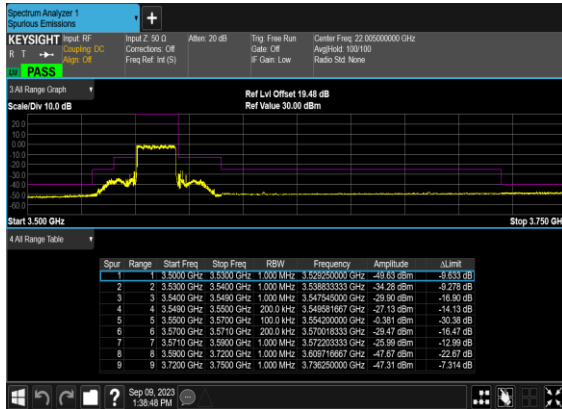 Spectrum Analyzer 1
Spurious Emissions
+
KEYSIGHT Input: RF Input Z: 50 Ω Atten: 20 dB Trig: Free Run Center Freq: 22.005000000 GHz
R T Coupling: DC Corrections: Off Gate: Off Avg|Hold: 100/100
Align: Off Freq Ref: Int (S) IF Gain: Low Radio Std: None
PASS
3 All Range Graph
Ref Lvl Offset 19.48 dB
Scale/Div 10.0 dB Ref Value 30.00 dBm
20.0
10.0
0.00
-10.0
-20.0
-30.0
-40.0
-50.0
-60.0
Start 3.500 GHz Stop 3.750 GH
4 All Range Table
Spur Range Start Freq Stop Freq RBW Frequency Amplitude ΔLimit
1 1 3.5000 GHz 3.5300 GHz 1.000 MHz 3.529250000 GHz -49.63 dBm -9.633 dB
2 2 3.5300 GHz 3.5400 GHz 1.000 MHz 3.538833333 GHz -34.28 dBm -9.278 dB
3 3 3.5400 GHz 3.5490 GHz 1.000 MHz 3.547545000 GHz -29.90 dBm -16.90 dB
4 4 3.5490 GHz 3.5500 GHz 200.0 kHz 3.549581667 GHz -27.13 dBm -14.13 dB
5 5 3.5500 GHz 3.5700 GHz 100.0 kHz 3.554200000 GHz -0.381 dBm -30.38 dB
6 6 3.5700 GHz 3.5710 GHz 200.0 kHz 3.570018333 GHz -29.47 dBm -16.47 dB
7 7 3.5710 GHz 3.5900 GHz 1.000 MHz 3.572203333 GHz -25.99 dBm -12.99 dB
8 8 3.5900 GHz 3.7200 GHz 1.000 MHz 3.609716667 GHz -47.67 dBm -22.67 dB
9 9 3.7200 GHz 3.7500 GHz 1.000 MHz 3.736250000 GHz -47.31 dBm -7.314 dB
? Sep 09, 2023
1:38:48 PM